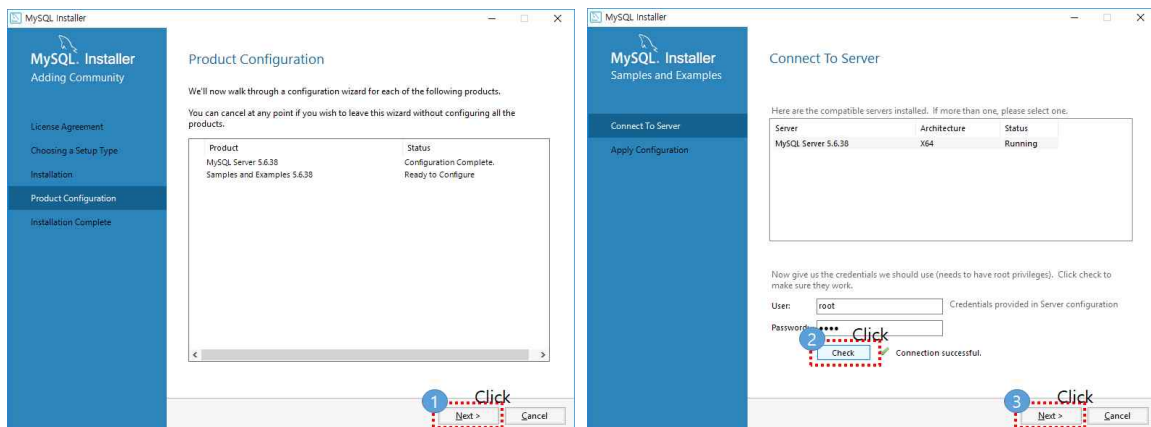 MySQL Installer
MySQL. Installer
Adding Community
License Agreement
Choosing a Setup Type
Installation
Product Configuration
Installation Complete
Product Configuration
We'll now walk through a configuration wizard for each of the following products.
You can cancel at any point if you wish to leave this wizard without configuring all the
products.
Product Status
MySQL Server 5.6.38 Configuration Complete.
Samples and Examples 5.6.38 Ready to Configure
1 Click
Next > Cancel
MySQL Installer
MySQL. Installer
Samples and Examples
Connect To Server
Apply Configuration
Connect To Server
Here are the compatible servers installed. If more than one, please select one.
Server Architecture Status
MySQL Server 5.6.38 X64 Running
Now give us the credentials we should use (needs to have root privileges). Click check to
make sure they work.
User: root Credentials provided in Server configuration
Password: ●●●●
2 Click
Check Connection successful.
3 Click
Next > Cancel